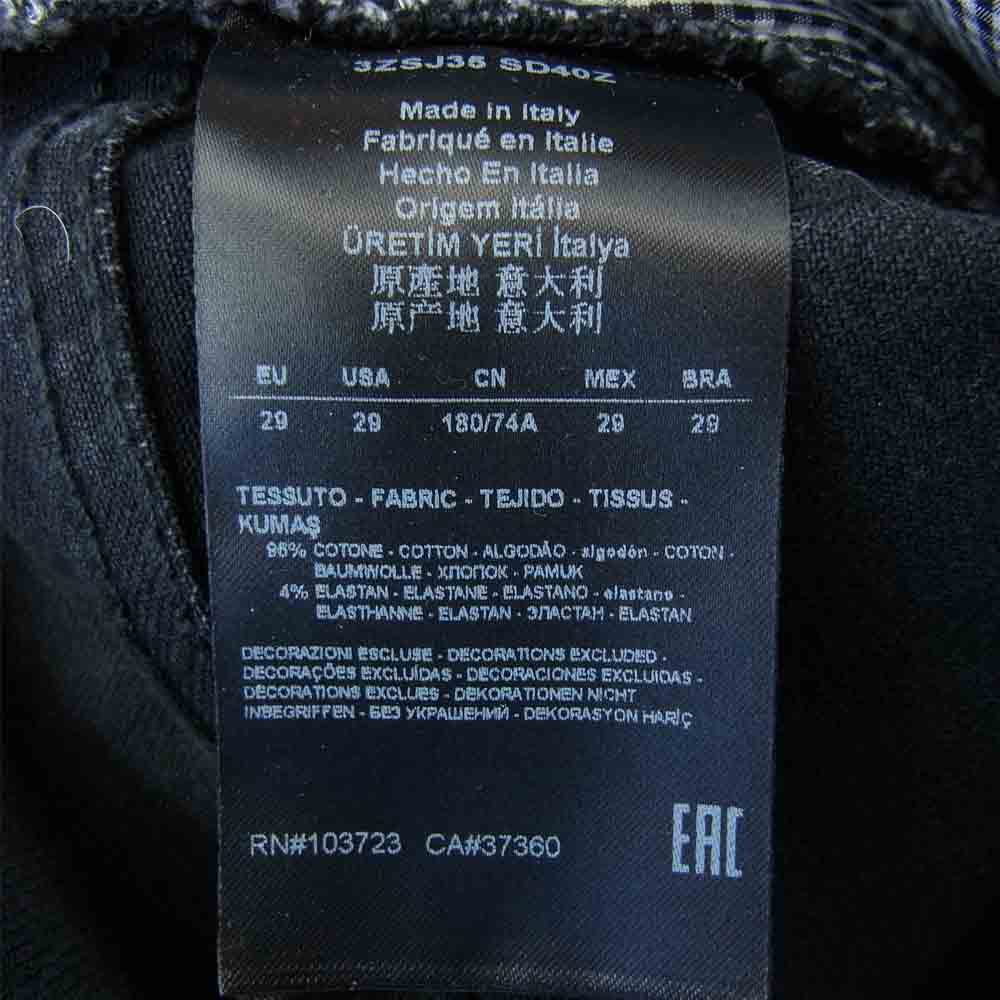 3ZSJ35 SD40Z
Made in Italy
Fabriqué en Italie
Hecho En Italia
Origem Itália
ÜRETİM YERİ İtalya
原產地 意大利
原产地 意大利
EU USA CN MEX BRA
29 29 180/74A 29 29
TESSUTO - FABRIC - TEJIDO - TISSUS -
KUMAŞ
96% COTONE - COTTON - ALGODÃO - algodón - COTON -
BAUMWOLLE - ХЛОПОК - PAMUK
4% ELASTAN - ELASTANE - ELASTANO - elastano -
ELASTHANNE - ELASTAN - ЭЛАСТАН - ELASTAN
DECORAZIONI ESCLUSE - DECORATIONS EXCLUDED -
DECORAÇÕES EXCLUÍDAS - DECORACIONES EXCLUIDAS -
DECORATIONS EXCLUES - DEKORATIONEN NICHT
INBEGRIFFEN - БЕЗ УКРАШЕНИЙ - DEKORASYON HARİÇ
RN#103723 CA#37360
EAC